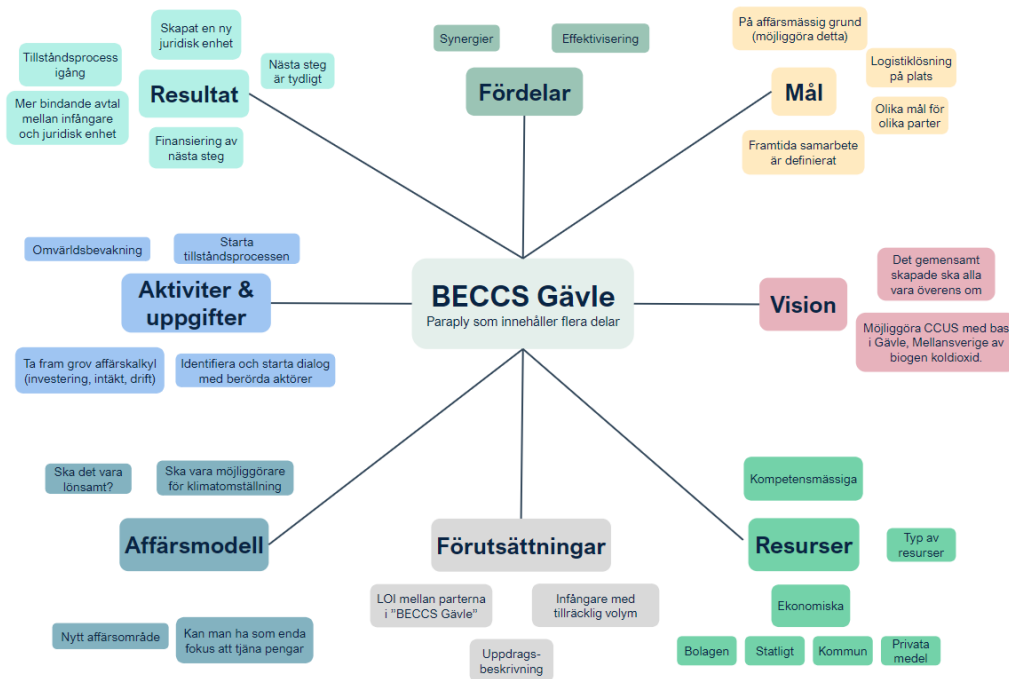 Skapat en ny
juridisk enhet
Tillståndsprocess
igång
Nästa steg
är tydligt
Resultat
Mer bindande avtal
mellan infångare
och juridisk enhet
Finansiering av
nästa steg
Synergier
Effektivisering
Fördelar
På affärsmässig grund
(möjliggöra detta)
Logistiklösning
på plats
Mål
Olika mål för
olika parter
Framtida samarbete
är definierat
Omvärldsbevakning
Starta
tillståndsprocessen
Aktiviter &
uppgifter
Ta fram grov affärskalkyl
(investering, intäkt, drift)
Identifiera och starta dialog
med berörda aktörer
BECCS Gävle
Paraply som innehåller flera delar
Det gemensamt
skapade ska alla
vara överens om
Vision
Möjliggöra CCUS med bas
i Gävle, Mellansverige av
biogen koldioxid.
Ska det vara
lönsamt?
Ska vara möjliggörare
för klimatomställning
Affärsmodell
Nytt affärsområde
Kan man ha som enda
fokus att tjäna pengar
Förutsättningar
LOI mellan parterna
i ”BECCS Gävle”
Infångare med
tillräcklig volym
Uppdrags-
beskrivning
Kompetensmässiga
Resurser
Typ av
resurser
Ekonomiska
Bolagen
Statligt
Kommun
Privata
medel